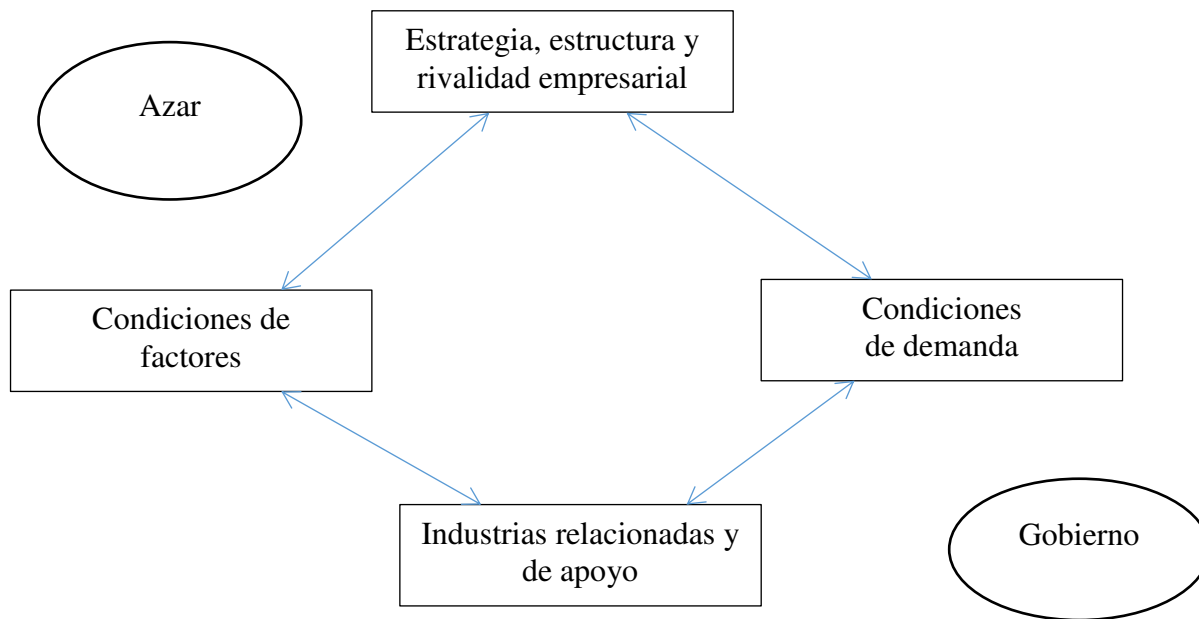 Estrategia, estructura y
rivalidad empresarial
Azar
Condiciones de
factores
Condiciones
de demanda
Industrias relacionadas y
de apoyo
Gobierno